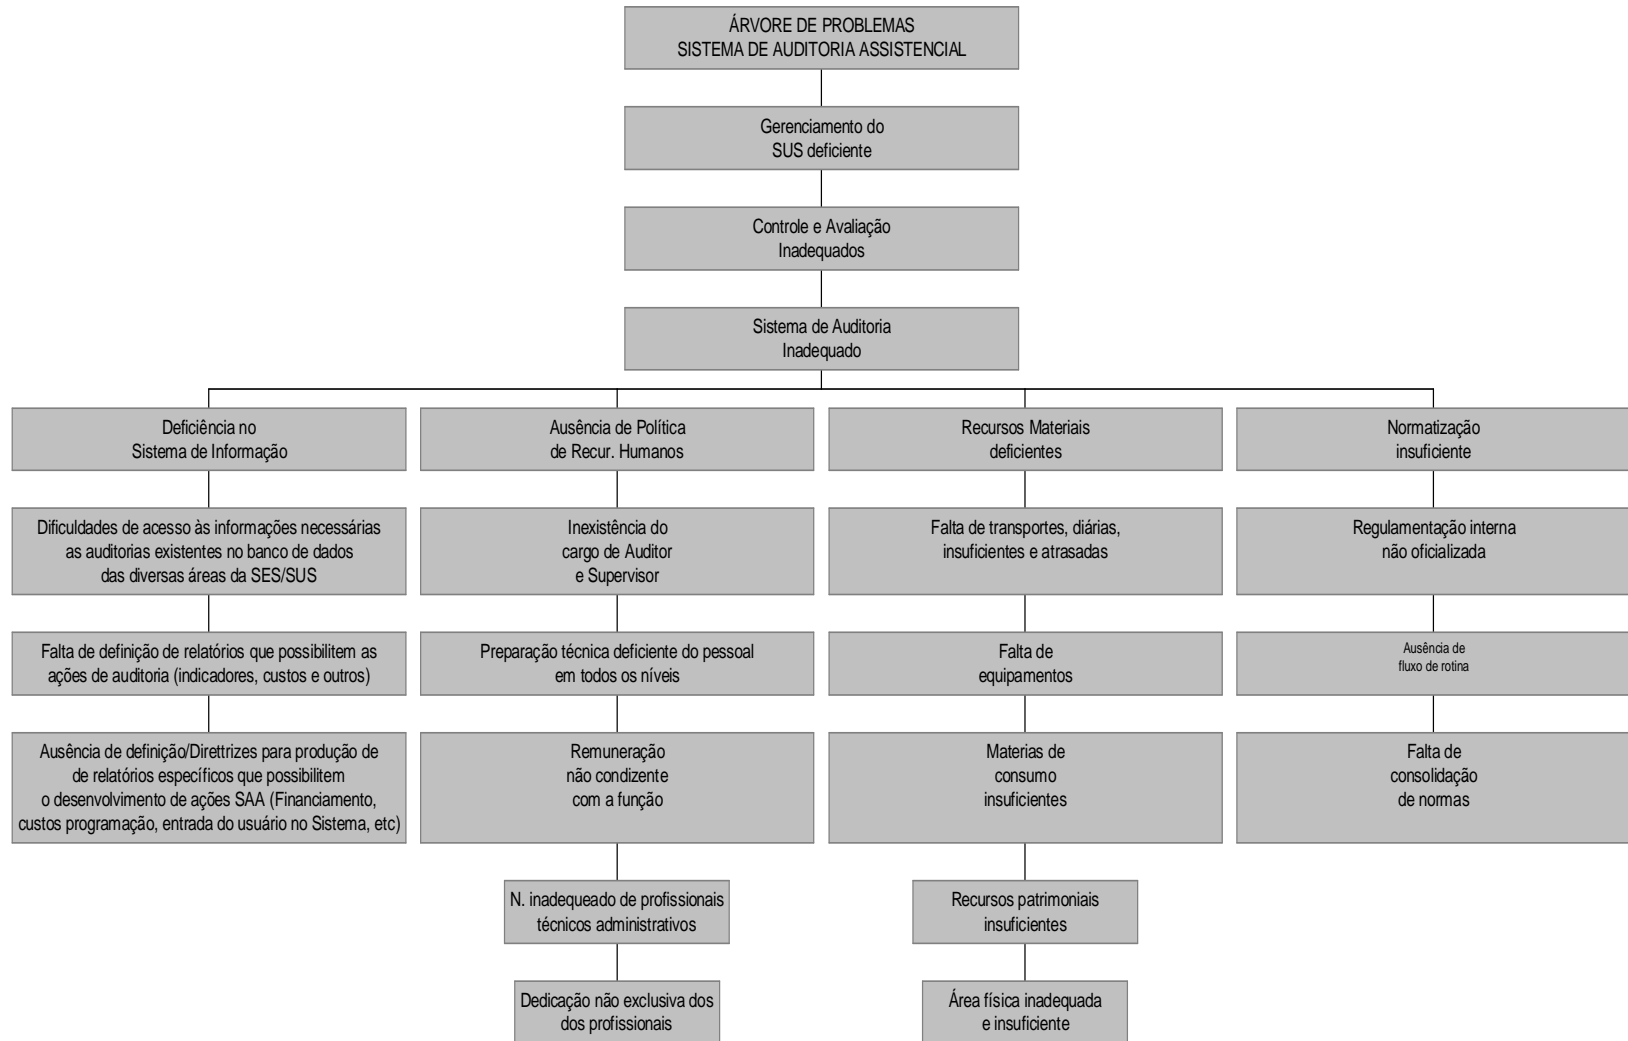 ÁRVORE DE PROBLEMAS
SISTEMA DE AUDITORIA ASSISTENCIAL
Gerenciamento do
SUS deficiente
Controle e Avaliação
Inadequados
Sistema de Auditoria
Inadequado
Deficiência no
Sistema de Informação
Dificuldades de acesso às informações necessárias
as auditorias existentes no banco de dados
das diversas áreas da SES/SUS
Falta de definição de relatórios que possibilitem as
ações de auditoria (indicadores, custos e outros)
Ausência de definição/Direttrizes para produção de
de relatórios específicos que possibilitem
o desenvolvimento de ações SAA (Financiamento,
custos programação, entrada do usuário no Sistema, etc)
Ausência de Política
de Recur. Humanos
Inexistência do
cargo de Auditor
e Supervisor
Preparação técnica deficiente do pessoal
em todos os níveis
Remuneração
não condizente
com a função
N. inadequeado de profissionais
técnicos administrativos
Dedicação não exclusiva dos
dos profissionais
Recursos Materiais
deficientes
Falta de transportes, diárias,
insuficientes e atrasadas
Falta de
equipamentos
Materias de
consumo
insuficientes
Recursos patrimoniais
insuficientes
Área física inadequada
e insuficiente
Normatização
insuficiente
Regulamentação interna
não oficializada
Ausência de
fluxo de rotina
Falta de
consolidação
de normas